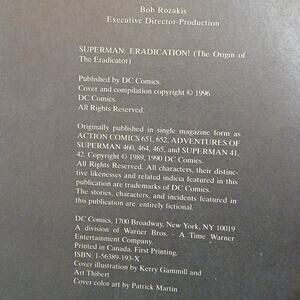 Bob Rozakis
Executive Director-Production
SUPERMAN: ERADICATION! (The Origin of
The Eradicator)
Published by DC Comics.
Cover and compilation copyright © 1996
DC Comics.
All Rights Reserved.
Originally published in single magazine form as
ACTION COMICS 651, 652, ADVENTURES OF
SUPERMAN 460, 464, 465, and SUPERMAN 41,
42. Copyright © 1989, 1990 DC Comics. All
Rights Reserved. All characters, their distinc-
tive likenesses and related indicia featured in this
publication are trademarks of DC Comics.
The stories, characters, and incidents featured in
this publication are entirely fictional.
DC Comics, 1700 Broadway, New York, NY 10019
A division of Warner Bros. - A Time Warner
Entertainment Company.
Printed in Canada. First Printing.
ISBN: 1-56389-193-X
Cover illustration by Kerry Gammill and
Art Thibert
Cover color art by Patrick Martin